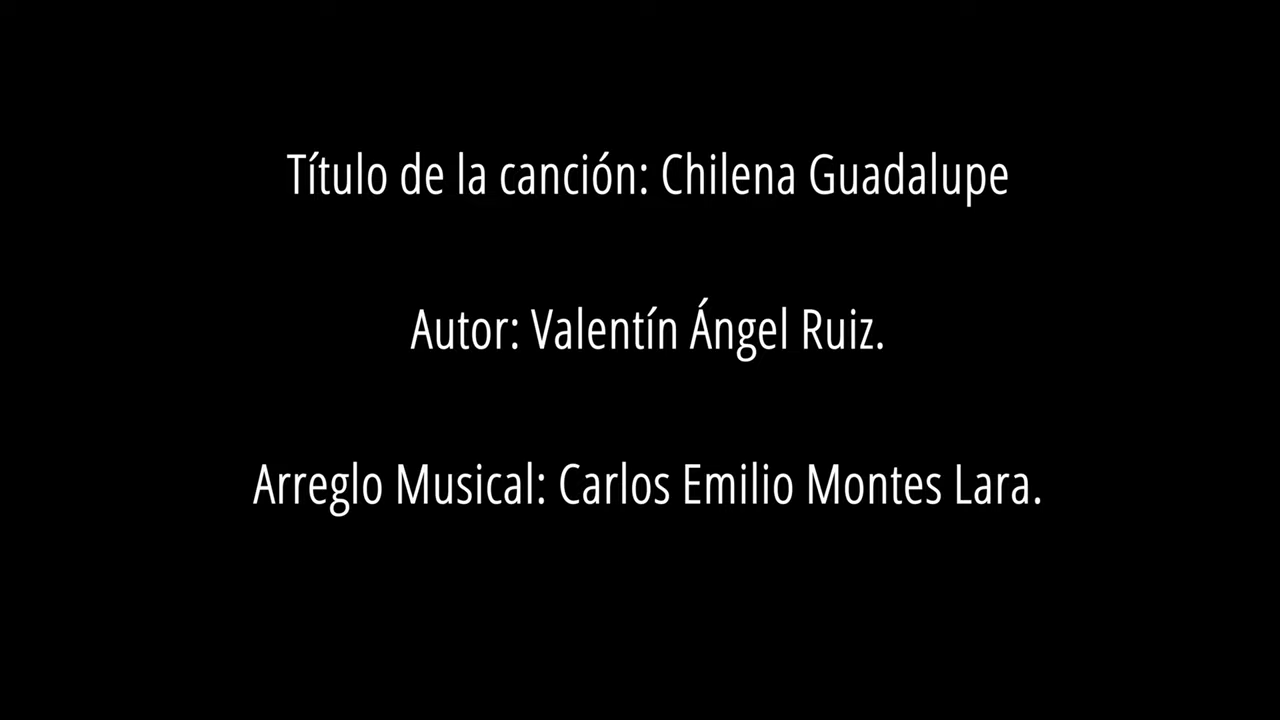 Título de la canción: Chilena Guadalupe
Autor: Valentín Ángel Ruiz.
Arreglo Musical: Carlos Emilio Montes Lara.